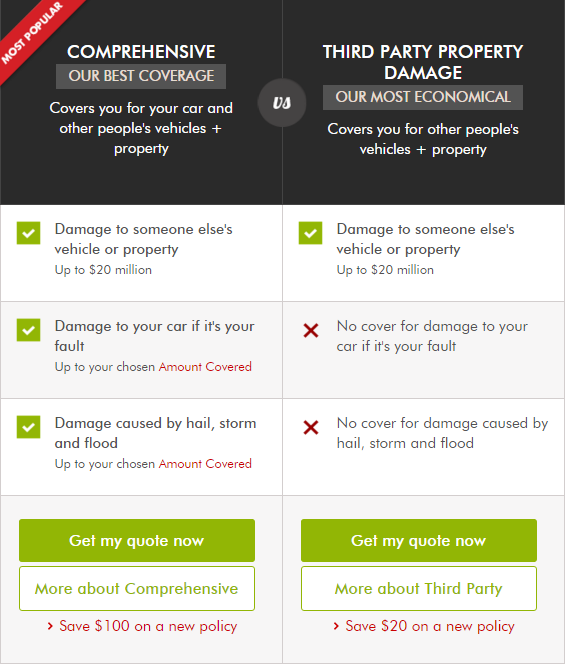 MOST POPULAR
COMPREHENSIVE
OUR BEST COVERAGE
Covers you for your car and
other people's vehicles +
property
vs
THIRD PARTY PROPERTY
DAMAGE
OUR MOST ECONOMICAL
Covers you for other people's
vehicles + property
Damage to someone else's
vehicle or property
Up to $20 million
Damage to someone else's
vehicle or property
Up to $20 million
Damage to your car if it's your
fault
Up to your chosen Amount Covered
No cover for damage to your
car if it's your fault
Damage caused by hail, storm
and flood
Up to your chosen Amount Covered
No cover for damage caused by
hail, storm and flood
Get my quote now
More about Comprehensive
> Save $100 on a new policy
Get my quote now
More about Third Party
> Save $20 on a new policy